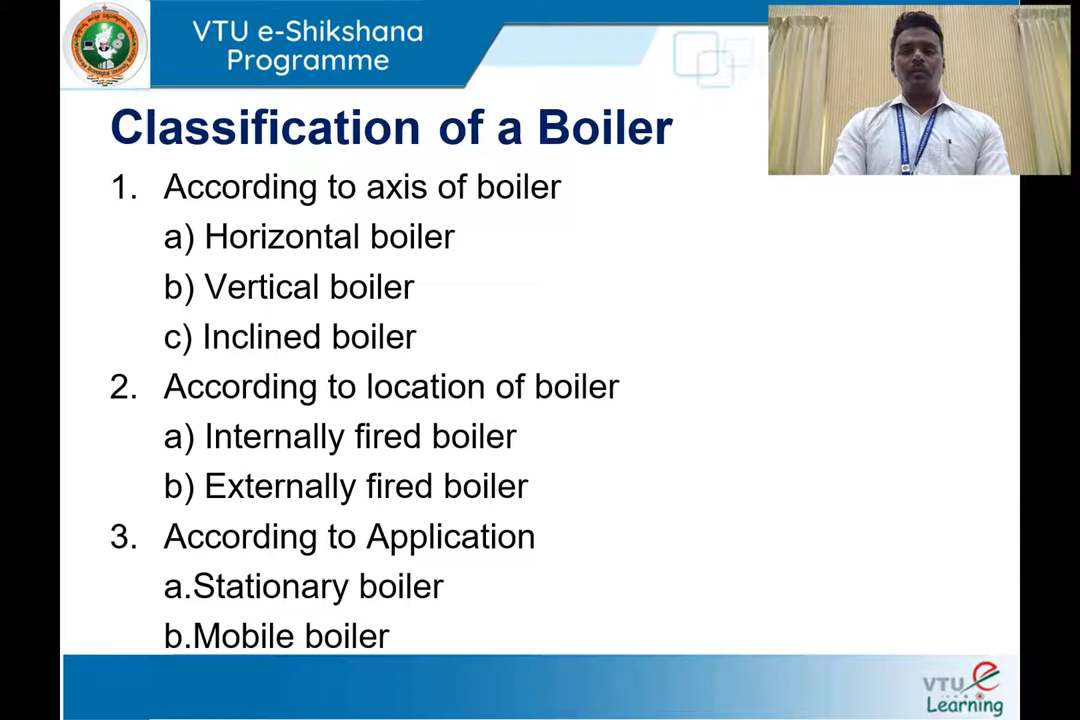 VTU e-Shikshana
Programme
Classification of a Boiler
1. According to axis of boiler
a) Horizontal boiler
b) Vertical boiler
c) Inclined boiler
2. According to location of boiler
a) Internally fired boiler
b) Externally fired boiler
3. According to Application
a.Stationary boiler
b.Mobile boiler
VTU e
Learning